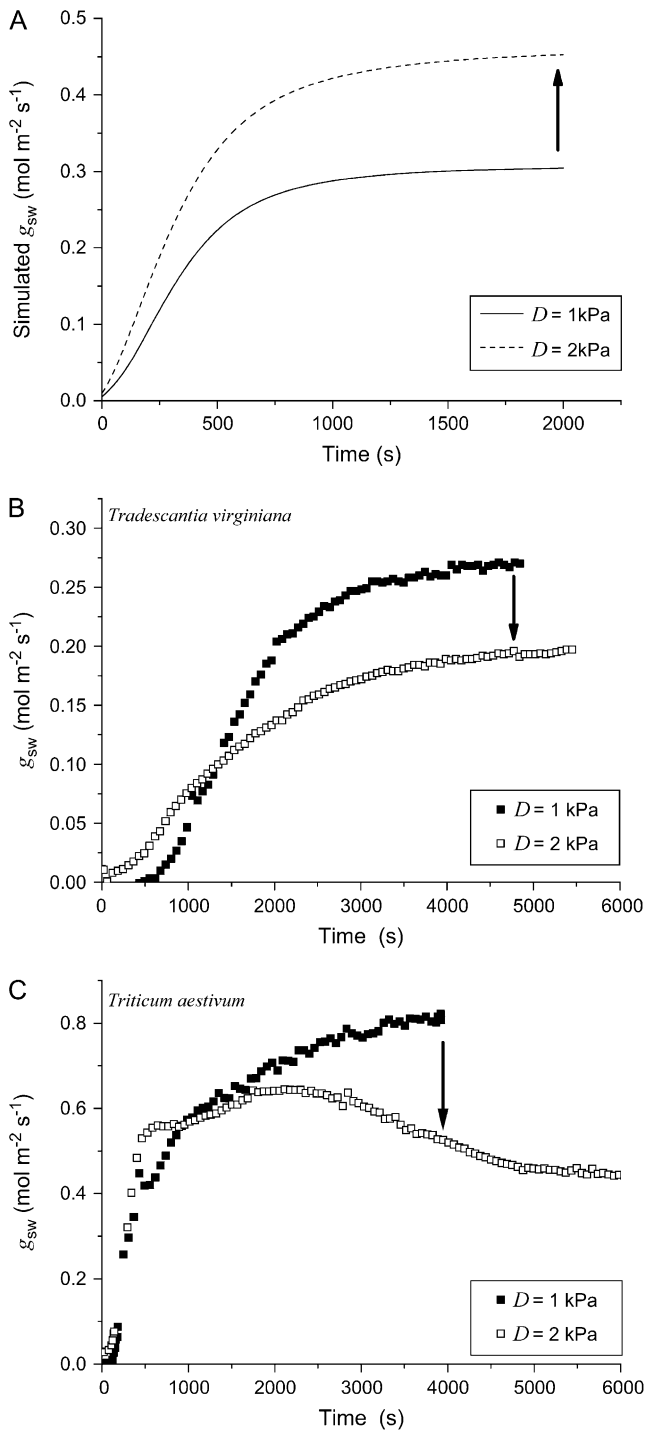 A
Simulated gsw (mol m-2 s-1)
0.5
0.4
0.3
0.2
0.1
0.0
D = 1kPa
D = 2kPa
0 500 1000 1500 2000
Time (s)
B
Tradescantia virginiana
gsw (mol m-2 s-1)
0.30
0.25
0.20
0.15
0.10
0.05
0.00
D = 1 kPa
D = 2 kPa
0 1000 2000 3000 4000 5000 6000
Time (s)
C
Triticum aestivum
gsw (mol m-2 s-1)
0.8
0.6
0.4
0.2
0.0
D = 1 kPa
D = 2 kPa
0 1000 2000 3000 4000 5000 6000
Time (s)